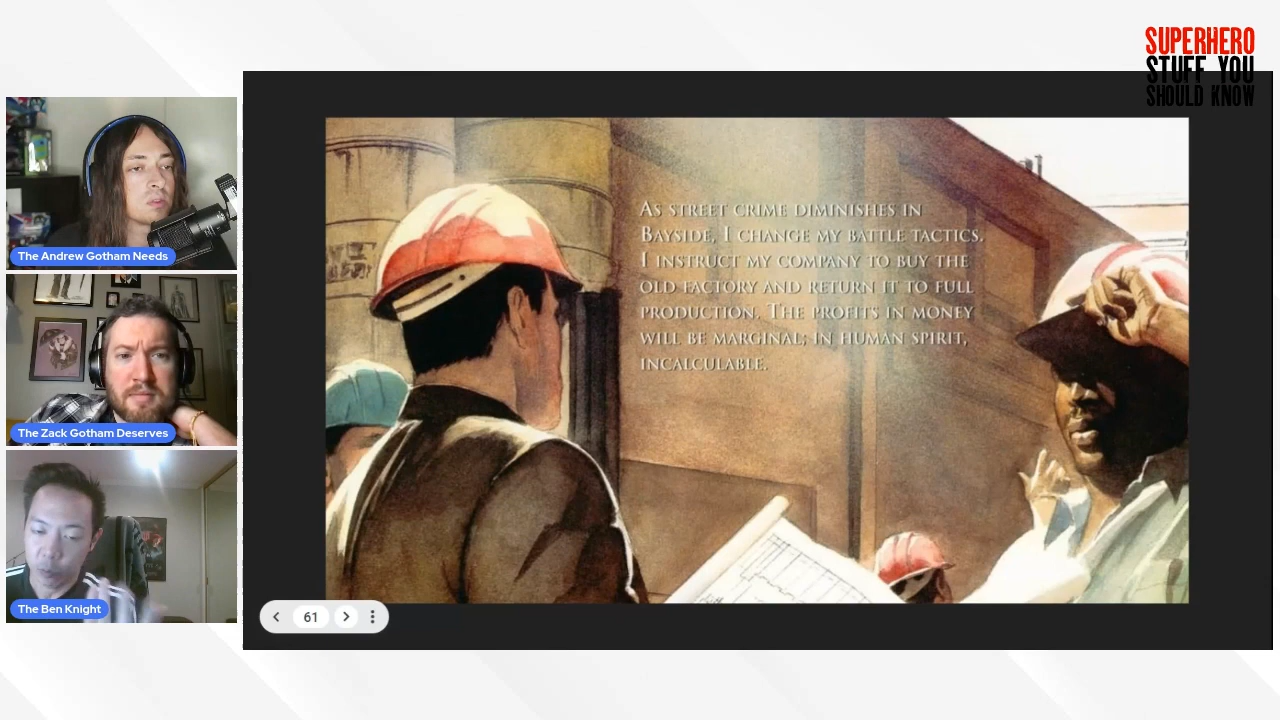 SUPERHERO
STUFF YOU
SHOULD KNOW
The Andrew Gotham Needs
The Zack Gotham Deserves
The Ben Knight
AS STREET CRIME DIMINISHES IN
BAYSIDE, I CHANGE MY BATTLE TACTICS.
I INSTRUCT MY COMPANY TO BUY THE
OLD FACTORY AND RETURN IT TO FULL
PRODUCTION. THE PROFITS IN MONEY
WILL BE MARGINAL; IN HUMAN SPIRIT,
INCALCULABLE.
61